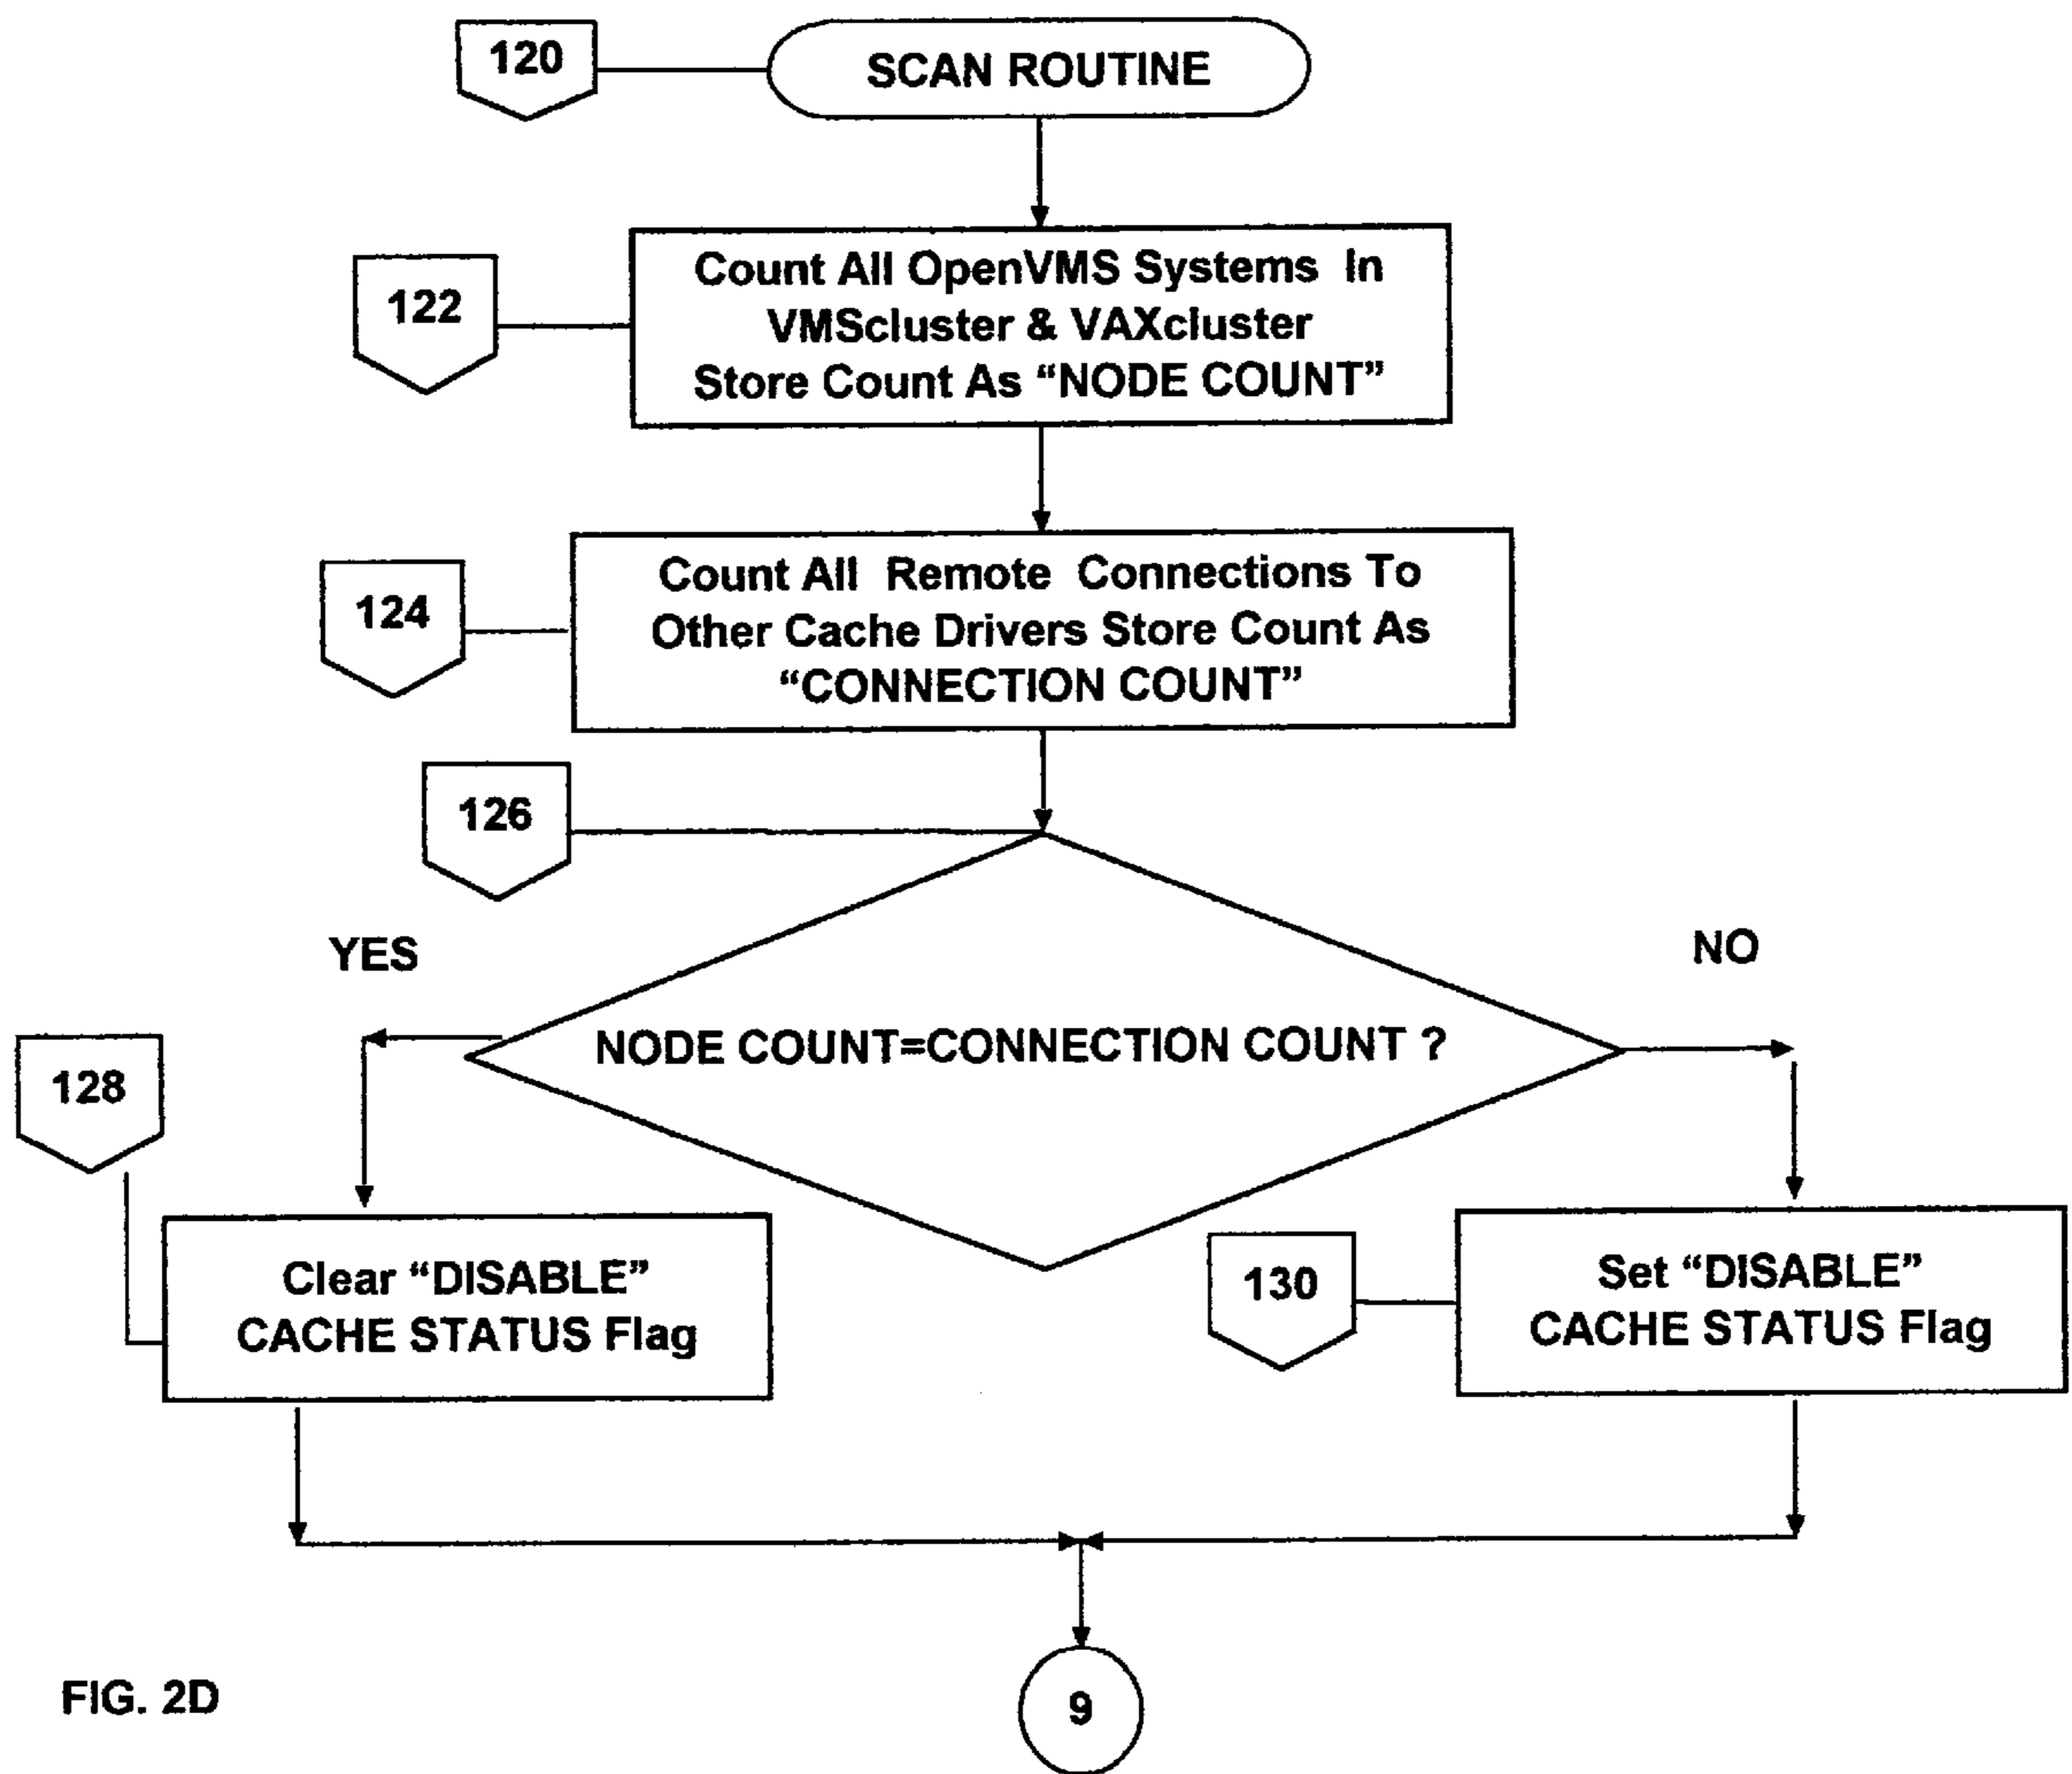 120
SCAN ROUTINE
122
Count All OpenVMS Systems In
VMScluster & VAXcluster
Store Count As “NODE COUNT”
124
Count All Remote Connections To
Other Cache Drivers Store Count As
“CONNECTION COUNT”
126
YES
NO
NODE COUNT=CONNECTION COUNT ?
128
Clear “DISABLE”
CACHE STATUS Flag
130
Set “DISABLE”
CACHE STATUS Flag
9
FIG. 2D